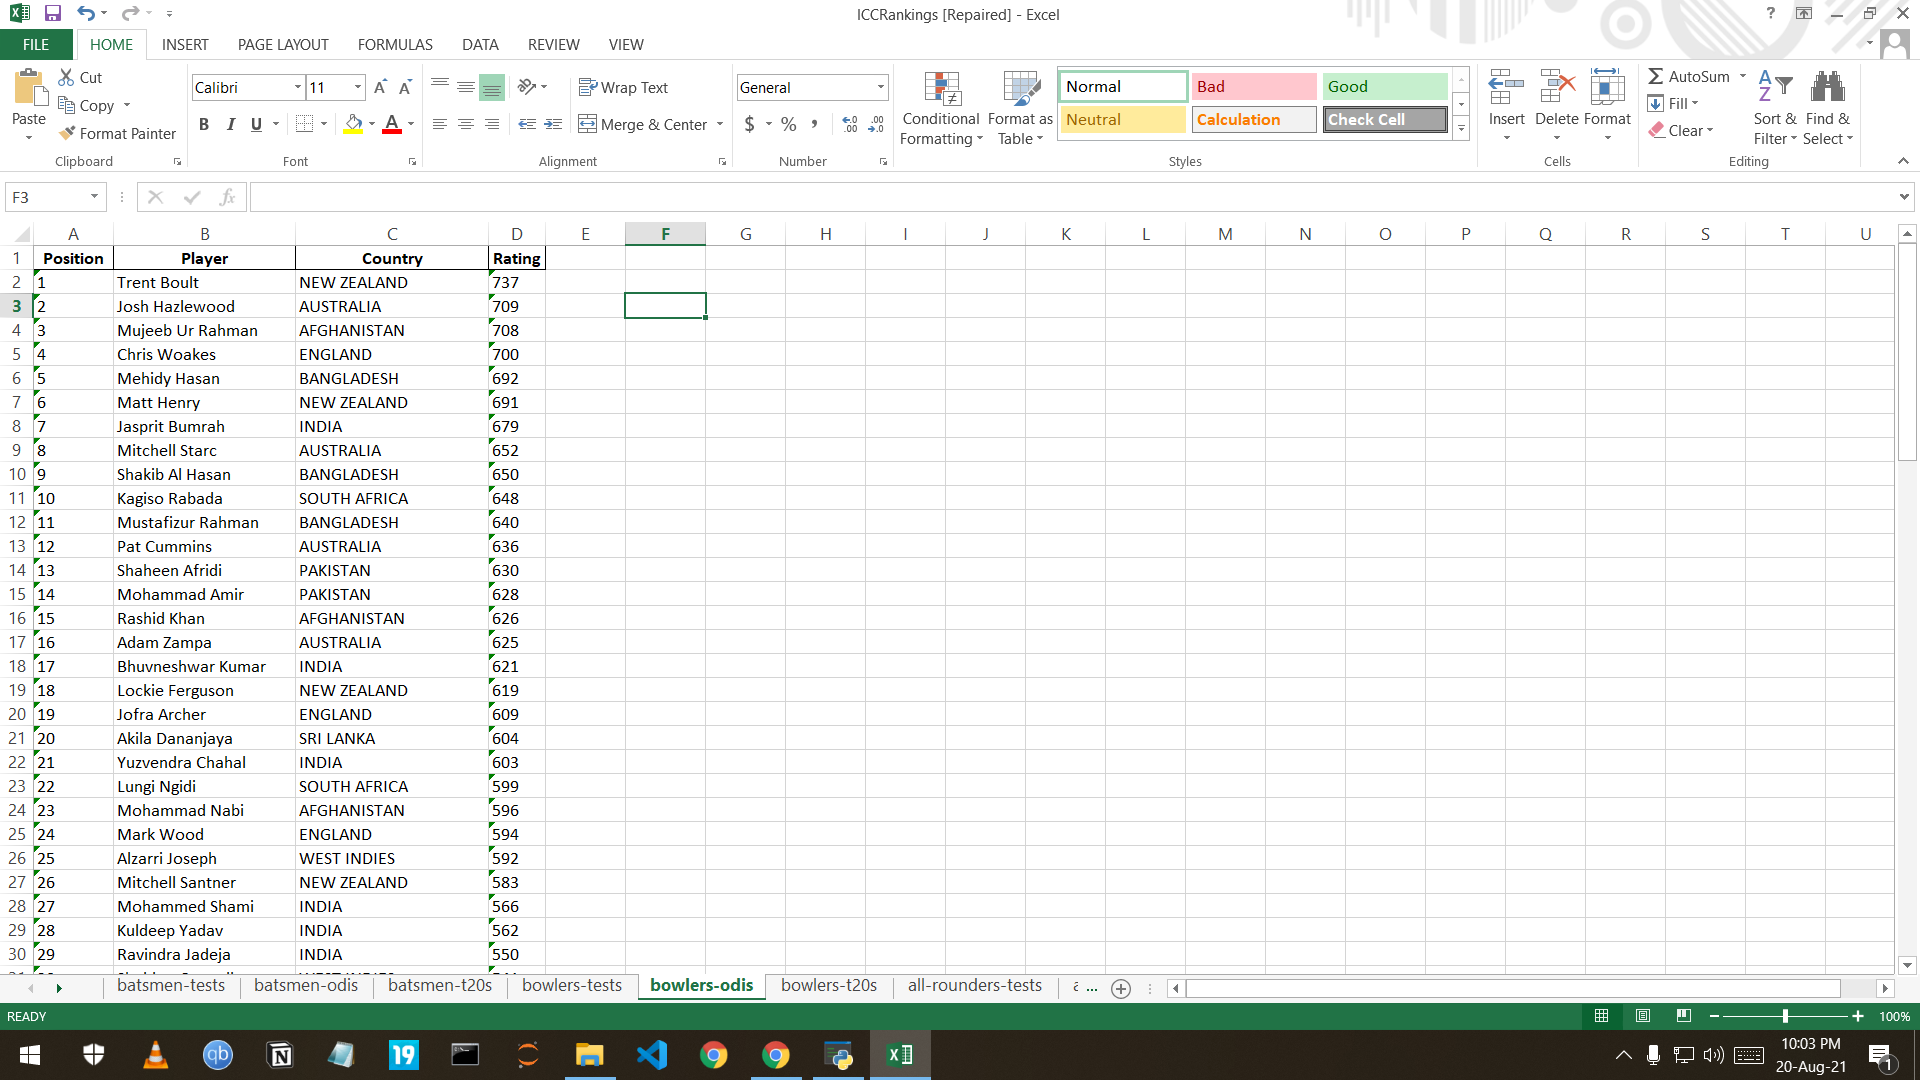 ICCRankings [Repaired] - Excel
FILE HOME INSERT PAGE LAYOUT FORMULAS DATA REVIEW VIEW
Paste Cut Copy Format Painter
Clipboard
Calibri 11
B I U
Font
Wrap Text
Merge & Center
Alignment
General
$ % ,
Number
Conditional Formatting
Format as Table
Normal Bad Good
Neutral Calculation Check Cell
Styles
Insert Delete Format
Cells
AutoSum
Fill
Clear
Sort & Filter
Find & Select
Editing
F3
fx
A B C D E F G H I J K L M N O P Q R S T U
1 Position Player Country Rating
2 1 Trent Boult NEW ZEALAND 737
3 2 Josh Hazlewood AUSTRALIA 709
4 3 Mujeeb Ur Rahman AFGHANISTAN 708
5 4 Chris Woakes ENGLAND 700
6 5 Mehidy Hasan BANGLADESH 692
7 6 Matt Henry NEW ZEALAND 691
8 7 Jasprit Bumrah INDIA 679
9 8 Mitchell Starc AUSTRALIA 652
10 9 Shakib Al Hasan BANGLADESH 650
11 10 Kagiso Rabada SOUTH AFRICA 648
12 11 Mustafizur Rahman BANGLADESH 640
13 12 Pat Cummins AUSTRALIA 636
14 13 Shaheen Afridi PAKISTAN 630
15 14 Mohammad Amir PAKISTAN 628
16 15 Rashid Khan AFGHANISTAN 626
17 16 Adam Zampa AUSTRALIA 625
18 17 Bhuvneshwar Kumar INDIA 621
19 18 Lockie Ferguson NEW ZEALAND 619
20 19 Jofra Archer ENGLAND 609
21 20 Akila Dananjaya SRI LANKA 604
22 21 Yuzvendra Chahal INDIA 603
23 22 Lungi Ngidi SOUTH AFRICA 599
24 23 Mohammad Nabi AFGHANISTAN 596
25 24 Mark Wood ENGLAND 594
26 25 Alzarri Joseph WEST INDIES 592
27 26 Mitchell Santner NEW ZEALAND 583
28 27 Mohammed Shami INDIA 566
29 28 Kuldeep Yadav INDIA 562
30 29 Ravindra Jadeja INDIA 550
batsmen-tests batsmen-odis batsmen-t20s bowlers-tests bowlers-odis bowlers-t20s all-rounders-tests ...
READY 100%
qb N 19
10:03 PM
20-Aug-21
1